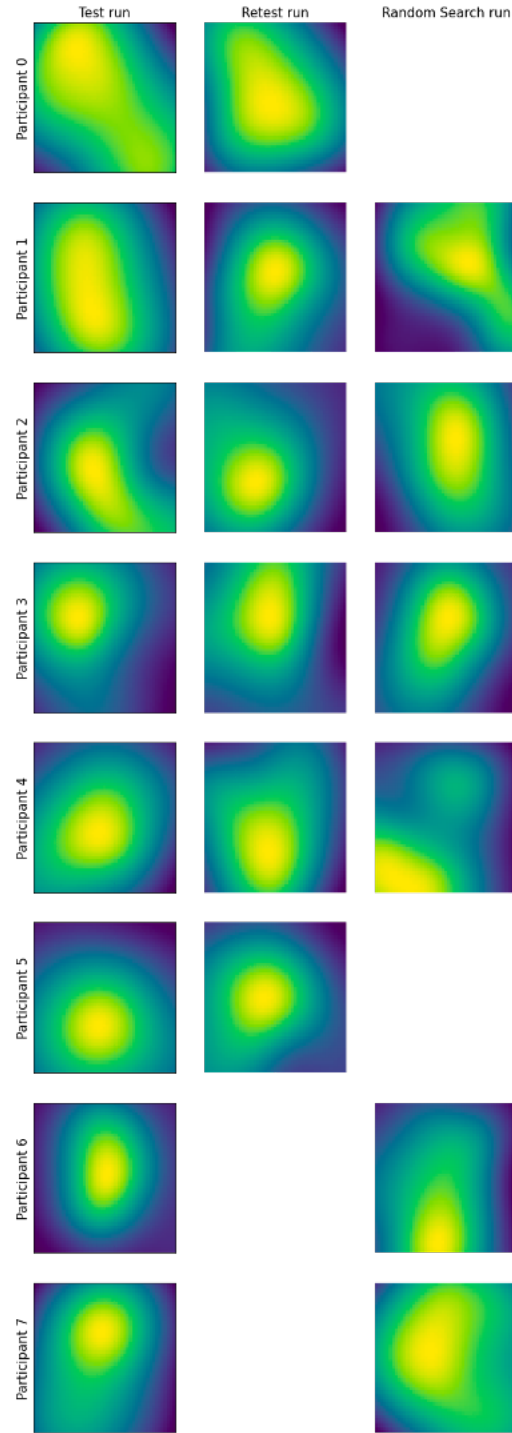 Test run
Retest run
Random Search run
Participant 0
Participant 1
Participant 2
Participant 3
Participant 4
Participant 5
Participant 6
Participant 7